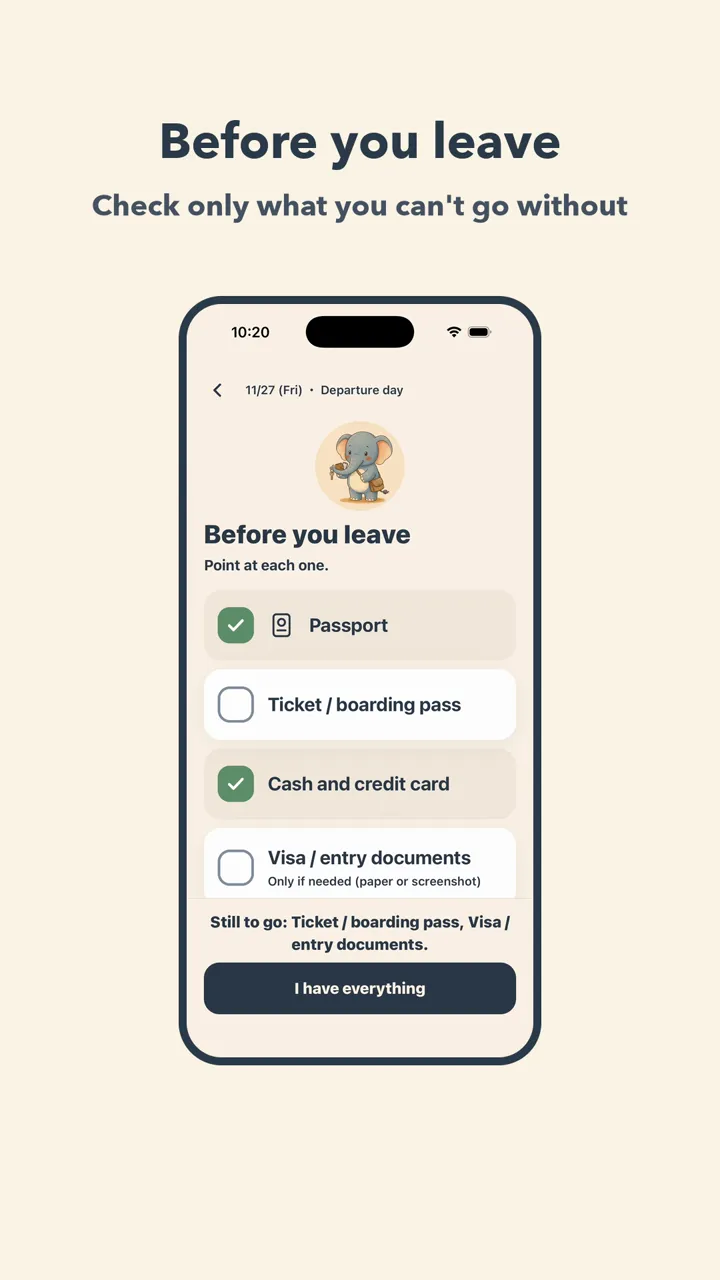 Before you leave
Check only what you can't go without
10:20
11/27 (Fri) • Departure day
Before you leave
Point at each one.
Passport
Ticket / boarding pass
Cash and credit card
Visa / entry documents
Only if needed (paper or screenshot)
Still to go: Ticket / boarding pass, Visa /
entry documents.
I have everything